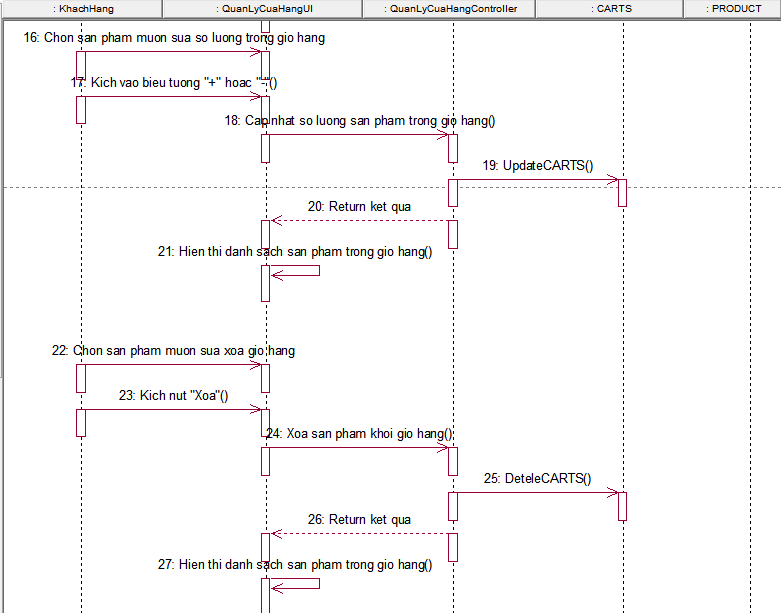 : KhachHang
: QuanLyCuaHangUI
: QuanLyCuaHangController
: CARTS
: PRODUCT
16: Chon san pham muon sua so luong trong gio hang
17: Kich vao bieu tuong "+" hoac "-"()
18: Cap nhat so luong san pham trong gio hang()
19: UpdateCARTS()
20: Return ket qua
21: Hien thi danh sach san pham trong gio hang()
22: Chon san pham muon sua xoa gio hang
23: Kich nut "Xoa"()
24: Xoa san pham khoi gio hang()
25: DeteleCARTS()
26: Return ket qua
27: Hien thi danh sach san pham trong gio hang()